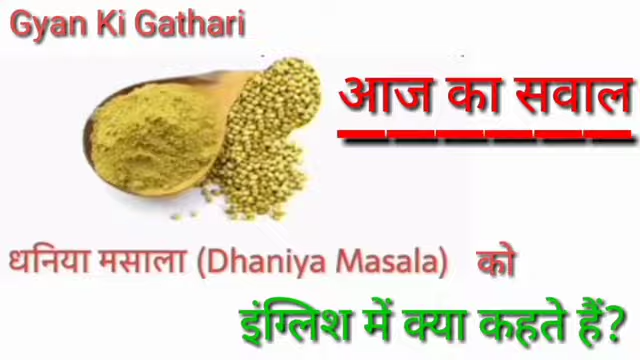 Gyan Ki Gathari
आज का सवाल
धनिया मसाला (Dhaniya Masala) को
इंग्लिश में क्या कहते हैं?